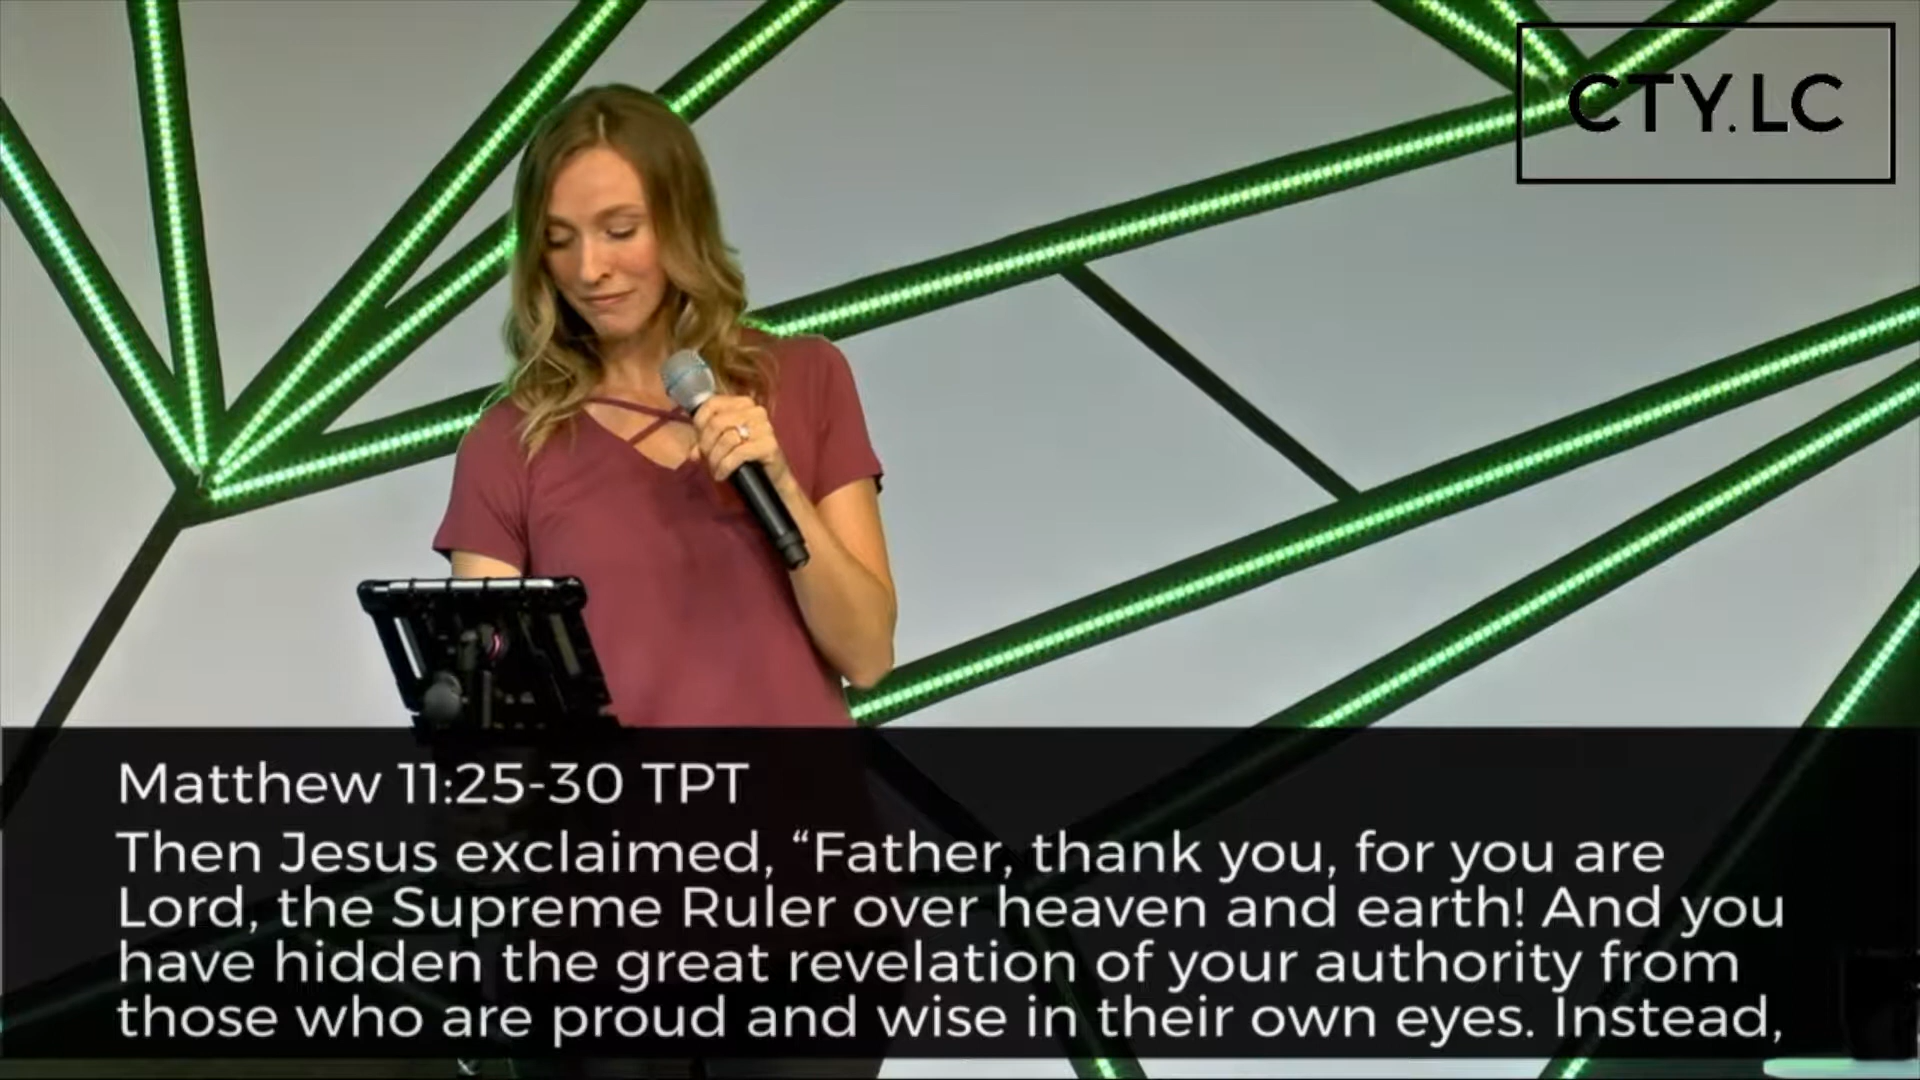 CTY.LC
Matthew 11:25-30 TPT
Then Jesus exclaimed, “Father, thank you, for you are
Lord, the Supreme Ruler over heaven and earth! And you
have hidden the great revelation of your authority from
those who are proud and wise in their own eyes. Instead,